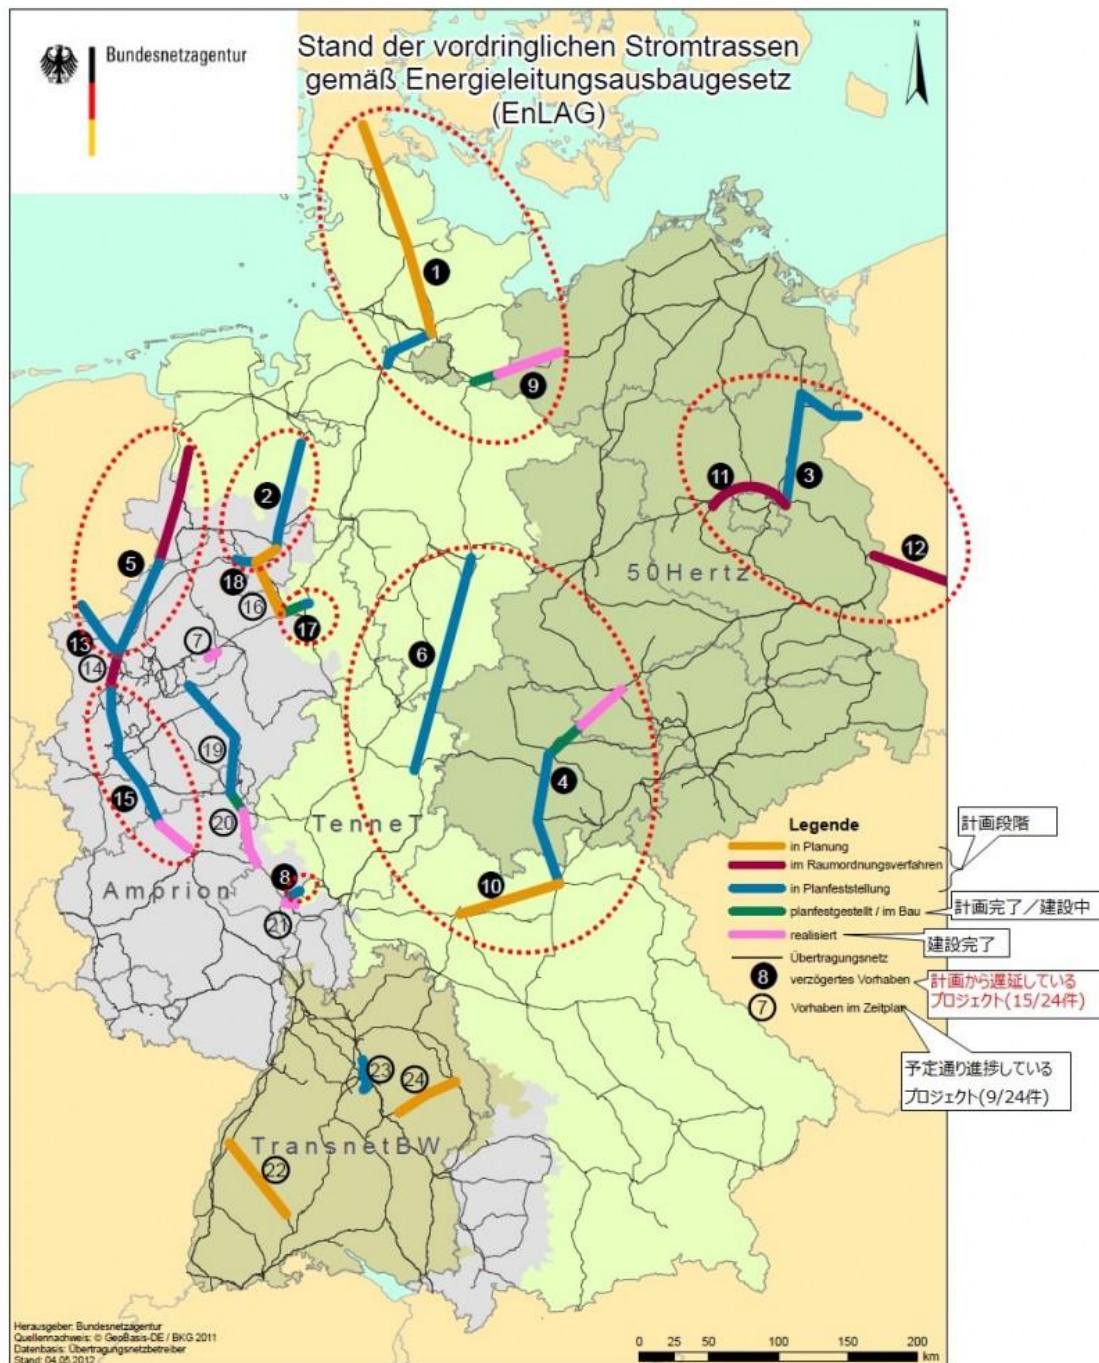 Bundesnetzagentur
Stand der vordringlichen Stromtrassen
gemäß Energieleitungsausbaugesetz
(EnLAG)
N
1
9
2
3
11
12
5
18
16
17
50Hertz
13
7
14
6
19
4
15
20
TenneT
8
Amprion
10
21
23
24
TransnetBW
22
Legende
in Planung
im Raumordnungsverfahren
in Planfeststellung
planfestgestellt / im Bau
realisiert
Übertragungsnetz
8 verzögertes Vorhaben
7 Vorhaben im Zeitplan
計画段階
計画完了/建設中
建設完了
計画から遅延している
プロジェクト(15/24件)
予定通り進捗している
プロジェクト(9/24件)
Herausgeber: Bundesnetzagentur
Quellennachweis: © GeoBasis-DE / BKG 2011
Datenbasis: Übertragungsnetzbetreiber
Stand: 04.05.2012
0 25 50 100 150 200
km